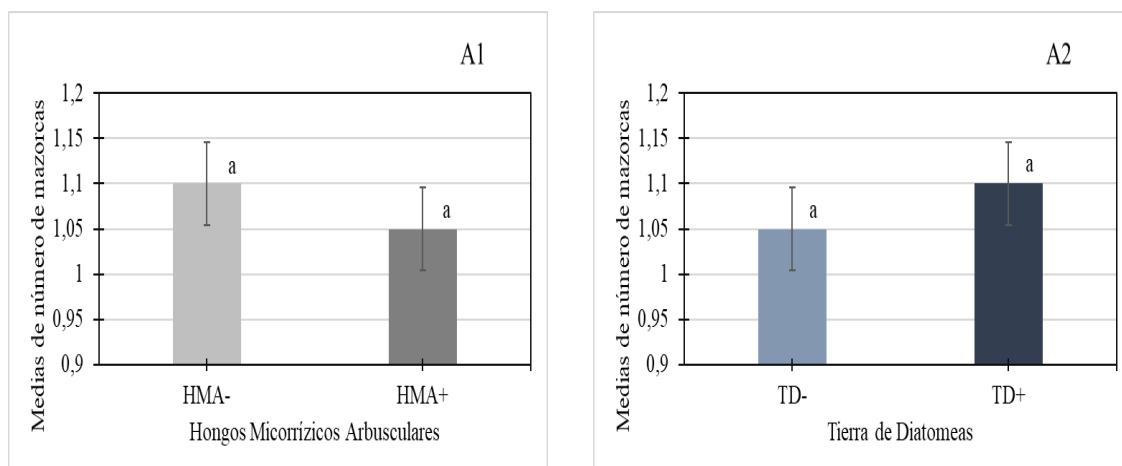 A1
Medias de número de mazorcas
1,2
1,15
1,1
1,05
1
0,95
0,9
a
a
HMA-
HMA+
Hongos Micorrízicos Arbusculares
A2
Medias de número de mazorcas
1,2
1,15
1,1
1,05
1
0,95
0,9
a
a
TD-
TD+
Tierra de Diatomeas